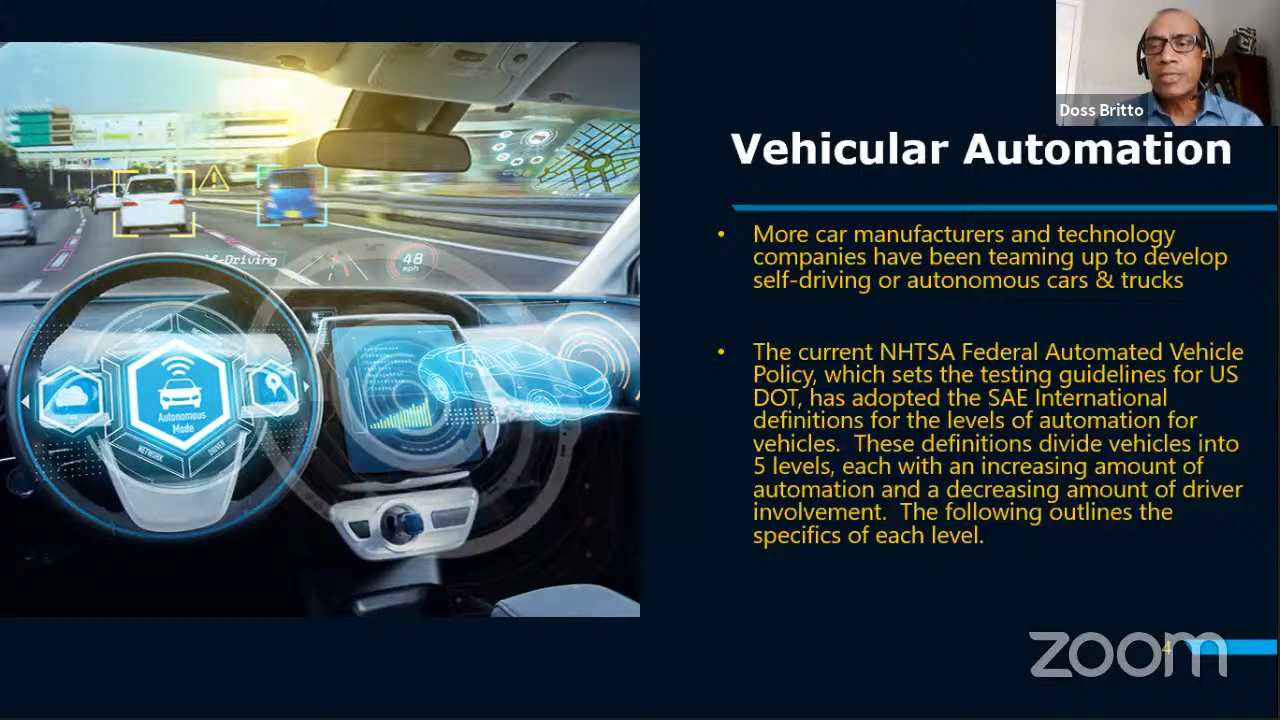 Doss Britto
Vehicular Automation
• More car manufacturers and technology
companies have been teaming up to develop
self-driving or autonomous cars & trucks
• The current NHTSA Federal Automated Vehicle
Policy, which sets the testing guidelines for US
DOT, has adopted the SAE International
definitions for the levels of automation for
vehicles. These definitions divide vehicles into
5 levels, each with an increasing amount of
automation and a decreasing amount of driver
involvement. The following outlines the
specifics of each level.
48
mph
Autonomous
Mode
NETWORK
DRIVER
4
zoom